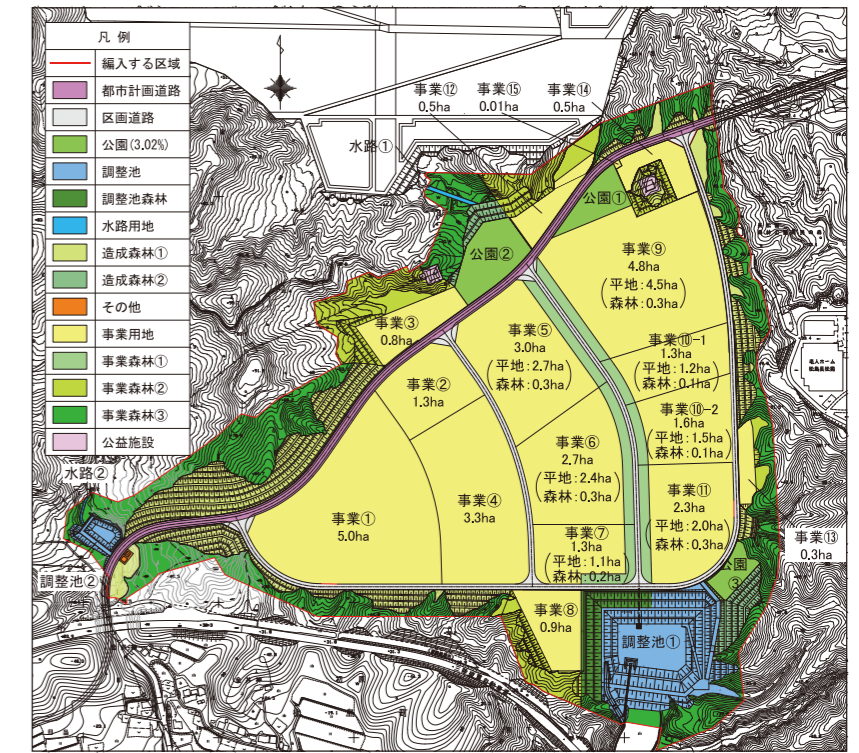 凡例
編入する区域
都市計画道路
区画道路
公園(3.02%)
調整池
調整池森林
水路用地
造成森林①
造成森林②
その他
事業用地
事業森林①
事業森林②
事業森林③
公益施設
事業⑫
0.5ha
事業⑮
0.01ha
事業⑭
0.5ha
水路①
公園①
公園②
事業⑨
4.8ha
(平地:4.5ha
森林:0.3ha)
事業③
0.8ha
事業⑤
3.0ha
(平地:2.7ha
森林:0.3ha)
事業⑩-1
1.3ha
(平地:1.2ha
森林:0.1ha)
事業②
1.3ha
事業⑩-2
1.6ha
(平地:1.5ha
森林:0.1ha)
事業⑥
2.7ha
(平地:2.4ha
森林:0.3ha)
水路②
事業④
3.3ha
事業①
5.0ha
事業⑪
2.3ha
(平地:2.0ha
森林:0.3ha)
事業⑦
1.3ha
(平地:1.1ha
森林:0.2ha)
事業⑬
0.3ha
公園
3
調整池②
事業⑧
0.9ha
調整池①
老人ホーム